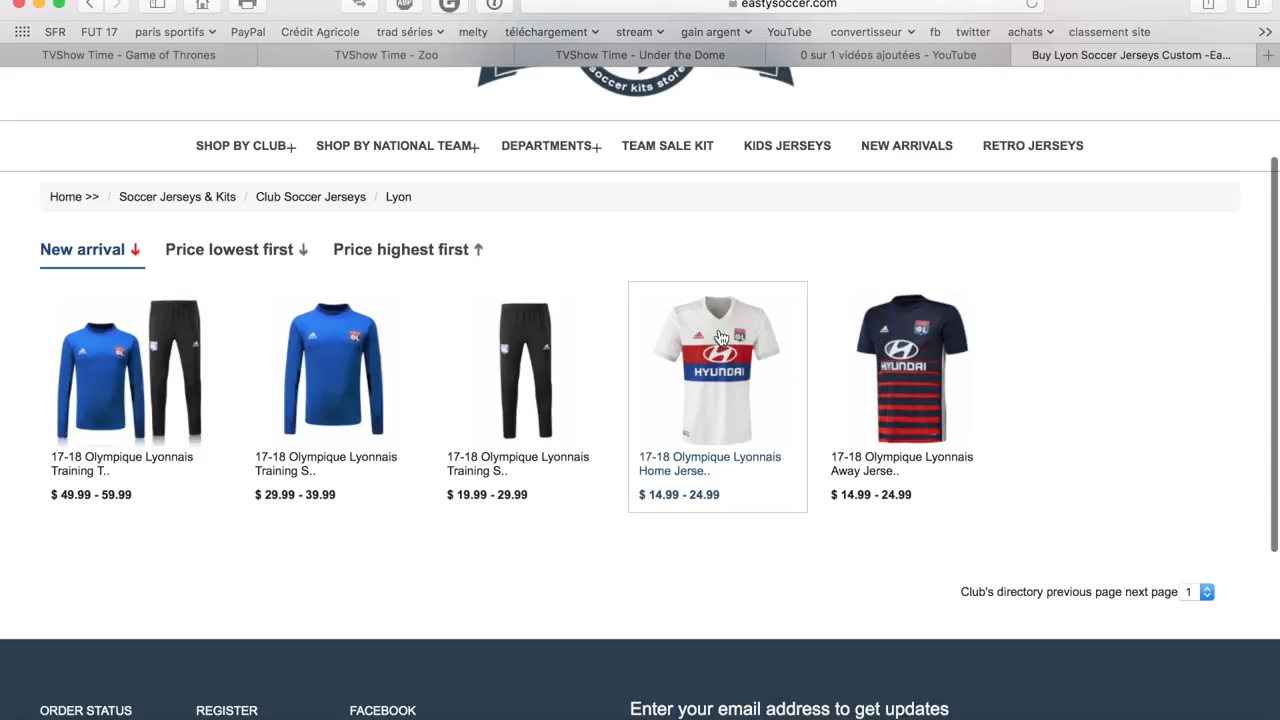 eastysoccer.com
ABP
SFR FUT 17 paris sportifs PayPal Crédit Agricole trad séries melty téléchargement stream gain argent YouTube convertisseur fb twitter achats classement site
TVShow Time - Game of Thrones TVShow Time - Zoo TVShow Time - Under the Dome 0 sur 1 vidéos ajoutées - YouTube Buy Lyon Soccer Jerseys Custom -Ea...
soccer kits store
SHOP BY CLUB+ SHOP BY NATIONAL TEAM+ DEPARTMENTS+ TEAM SALE KIT KIDS JERSEYS NEW ARRIVALS RETRO JERSEYS
Home >> / Soccer Jerseys & Kits / Club Soccer Jerseys / Lyon
New arrival Price lowest first Price highest first
HYUNDAI
HYUNDAI
17-18 Olympique Lyonnais
Training T..
$ 49.99 - 59.99
17-18 Olympique Lyonnais
Training S..
$ 29.99 - 39.99
17-18 Olympique Lyonnais
Training S..
$ 19.99 - 29.99
17-18 Olympique Lyonnais
Home Jerse..
$ 14.99 - 24.99
17-18 Olympique Lyonnais
Away Jerse..
$ 14.99 - 24.99
Club's directory previous page next page 1
ORDER STATUS REGISTER FACEBOOK Enter your email address to get updates